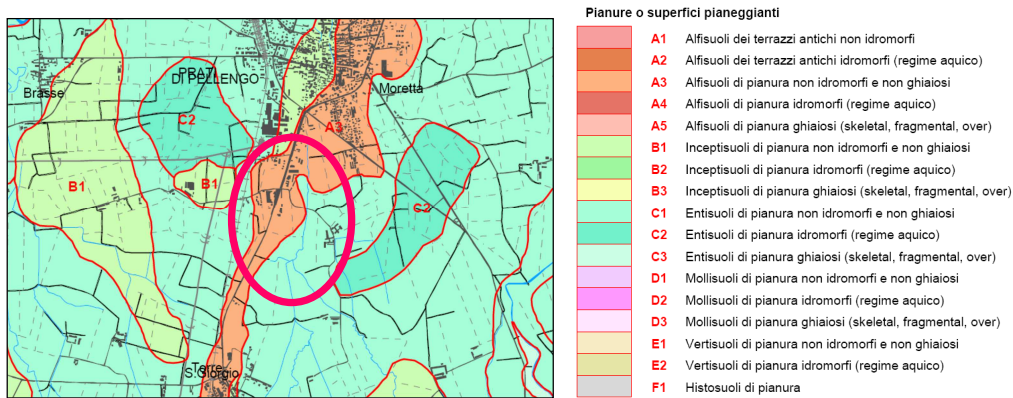 PRATI
DI PELLENGO
Brasse
Moretta
C2
A3
B1
B1
C2
Torre
S.Giorgio
Pianure o superfici pianeggianti
A1 Alfisuoli dei terrazzi antichi non idromorfi
A2 Alfisuoli dei terrazzi antichi idromorfi (regime aquico)
A3 Alfisuoli di pianura non idromorfi e non ghiaiosi
A4 Alfisuoli di pianura idromorfi (regime aquico)
A5 Alfisuoli di pianura ghiaiosi (skeletal, fragmental, over)
B1 Inceptisuoli di pianura non idromorfi e non ghiaiosi
B2 Inceptisuoli di pianura idromorfi (regime aquico)
B3 Inceptisuoli di pianura ghiaiosi (skeletal, fragmental, over)
C1 Entisuoli di pianura non idromorfi e non ghiaiosi
C2 Entisuoli di pianura idromorfi (regime aquico)
C3 Entisuoli di pianura ghiaiosi (skeletal, fragmental, over)
D1 Mollisuoli di pianura non idromorfi e non ghiaiosi
D2 Mollisuoli di pianura idromorfi (regime aquico)
D3 Mollisuoli di pianura ghiaiosi (skeletal, fragmental, over)
E1 Vertisuoli di pianura non idromorfi e non ghiaiosi
E2 Vertisuoli di pianura idromorfi (regime aquico)
F1 Histosuoli di pianura